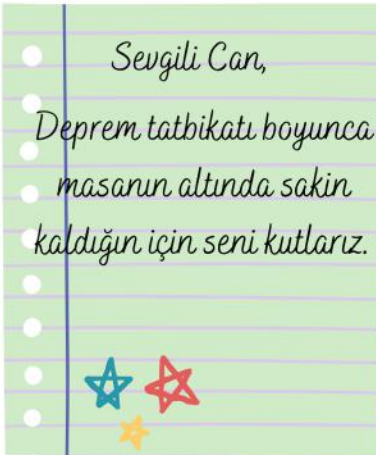 Sevgili Can,
Deprem tatbikatı boyunca
masanın altında sakin
kaldığın için seni kutlarız.